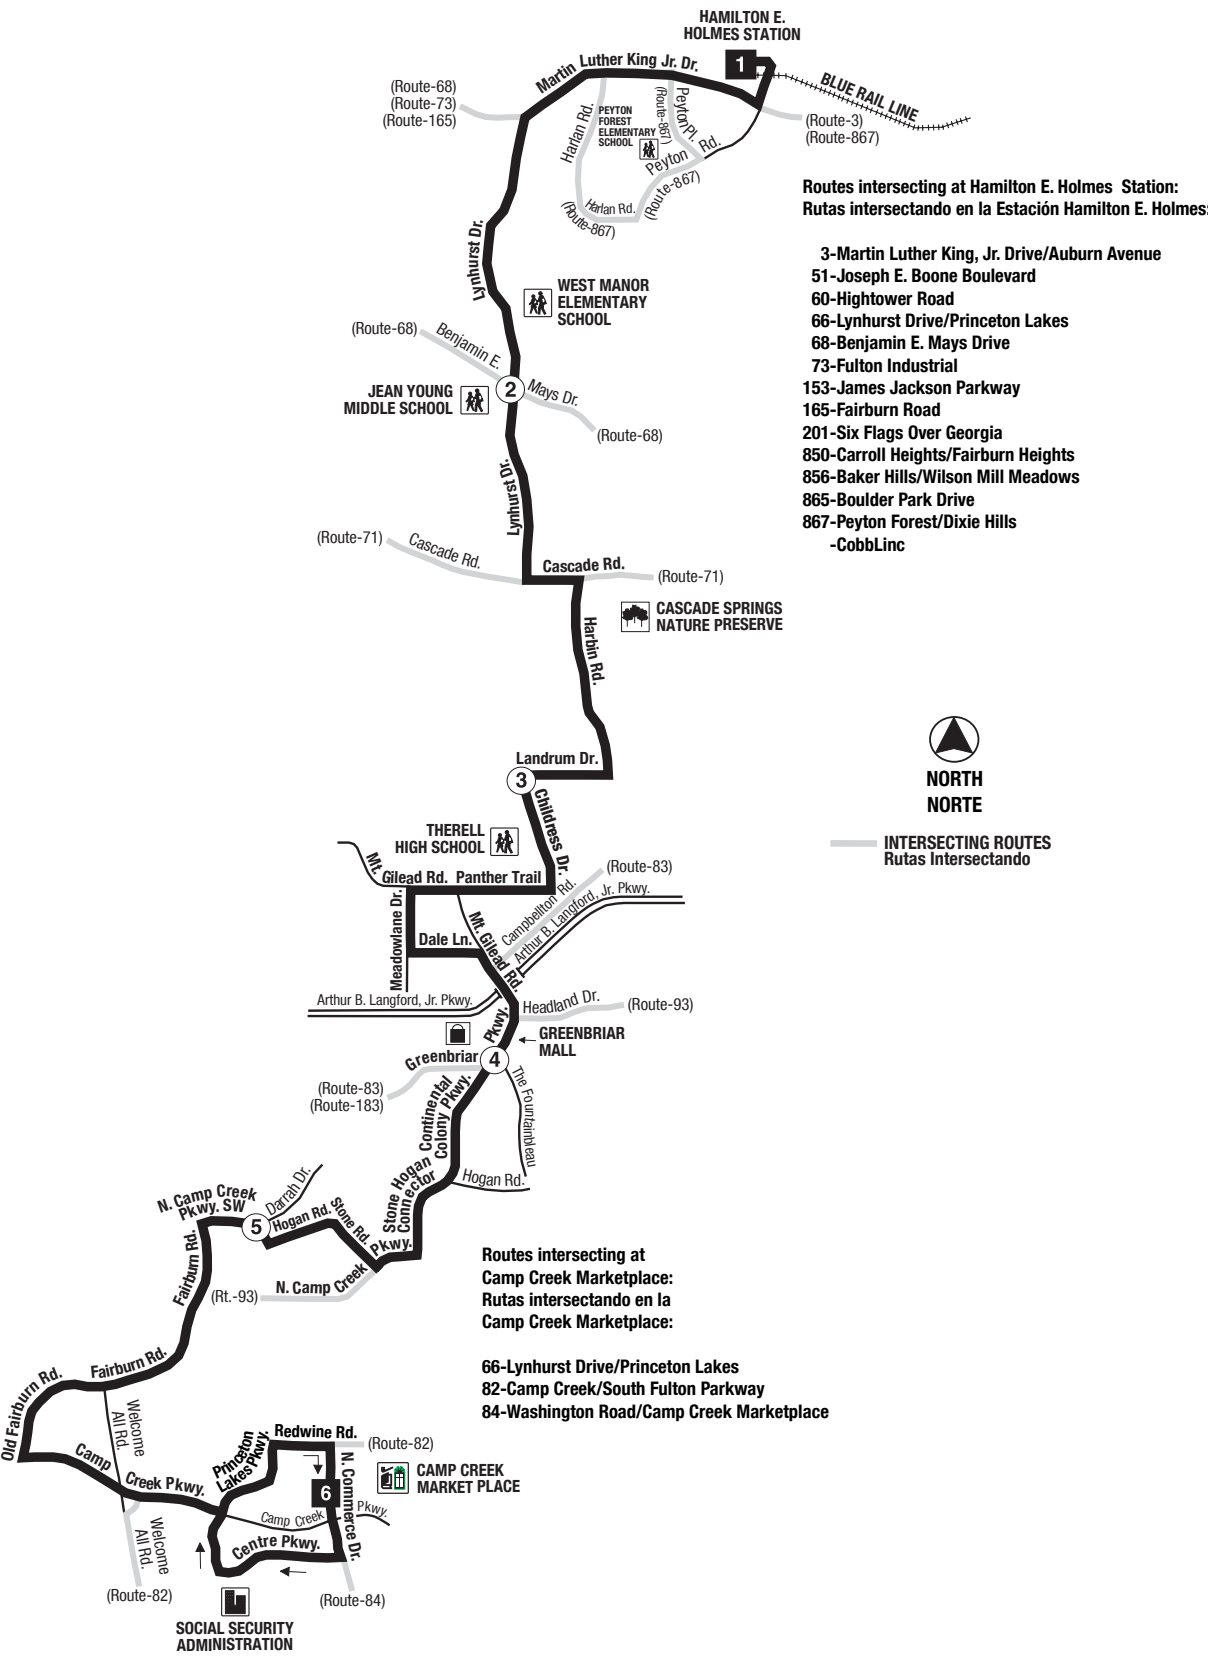 HAMILTON E.
HOLMES STATION
1
Martin Luther King Jr. Dr.
BLUE RAIL LINE
(Route-68)
(Route-73)
(Route-165)
Harlan Rd.
PEYTON
FOREST
ELEMENTARY
SCHOOL
(Route-867)
Peyton Pl.
Peyton Rd.
(Route-3)
(Route-867)
(Route-867)
Harlan Rd.
(Route-867)
Routes intersecting at Hamilton E. Holmes Station:
Rutas intersectando en la Estación Hamilton E. Holmes:
3-Martin Luther King, Jr. Drive/Auburn Avenue
51-Joseph E. Boone Boulevard
60-Hightower Road
66-Lynhurst Drive/Princeton Lakes
68-Benjamin E. Mays Drive
73-Fulton Industrial
153-James Jackson Parkway
165-Fairburn Road
201-Six Flags Over Georgia
850-Carroll Heights/Fairburn Heights
856-Baker Hills/Wilson Mill Meadows
865-Boulder Park Drive
867-Peyton Forest/Dixie Hills
-CobbLinc
Lynhurst Dr.
WEST MANOR
ELEMENTARY
SCHOOL
(Route-68)
Benjamin E.
Mays Dr.
2
JEAN YOUNG
MIDDLE SCHOOL
(Route-68)
Lynhurst Dr.
(Route-71)
Cascade Rd.
Cascade Rd.
(Route-71)
CASCADE SPRINGS
NATURE PRESERVE
Harbin Rd.
NORTH
NORTE
INTERSECTING ROUTES
Rutas Intersectando
Landrum Dr.
3
Childress Dr.
THERELL
HIGH SCHOOL
Mt.
Gilead Rd.
Panther Trail
(Route-83)
Campbellton Rd.
Arthur B. Langford, Jr. Pkwy.
Meadowlane Dr.
Dale Ln.
Mt. Gilead Rd.
Arthur B. Langford, Jr. Pkwy.
Headland Dr.
(Route-93)
GREENBRIAR
MALL
Greenbriar
Pkwy.
4
(Route-83)
(Route-183)
Continental
Colony Pkwy.
The Fountainbleau
Hogan Rd.
Stone Hogan
Connector
N. Camp Creek
Pkwy. SW
Darrah Dr.
5
Hogan Rd.
Stone Rd.
N. Camp Creek
Pkwy.
(Rt.-93)
Fairburn Rd.
Routes intersecting at
Camp Creek Marketplace:
Rutas intersectando en la
Camp Creek Marketplace:
66-Lynhurst Drive/Princeton Lakes
82-Camp Creek/South Fulton Parkway
84-Washington Road/Camp Creek Marketplace
Fairburn Rd.
Old Fairburn Rd.
Welcome
All Rd.
Camp
Creek Pkwy.
Princeton
Lakes Pkwy.
Redwine Rd.
(Route-82)
N. Commerce Dr.
6
CAMP CREEK
MARKET PLACE
Camp Creek
Pkwy.
Centre Pkwy.
Welcome
All Rd.
(Route-82)
(Route-84)
SOCIAL SECURITY
ADMINISTRATION